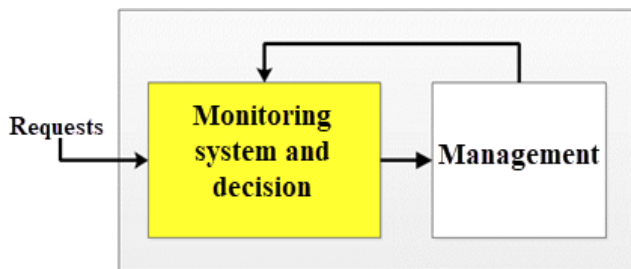 Requests
Monitoring
system and
decision
Management